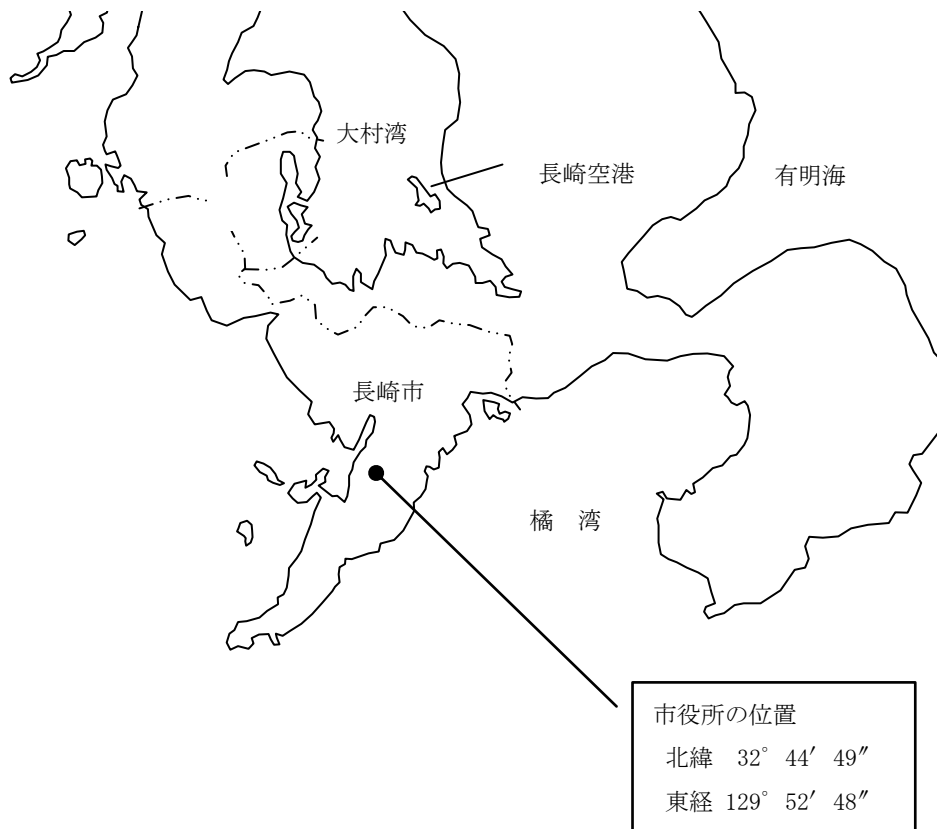 大村湾
長崎空港
有明海
長崎市
橘　湾
市役所の位置
北緯　32°44′49″
東経 129°52′48″